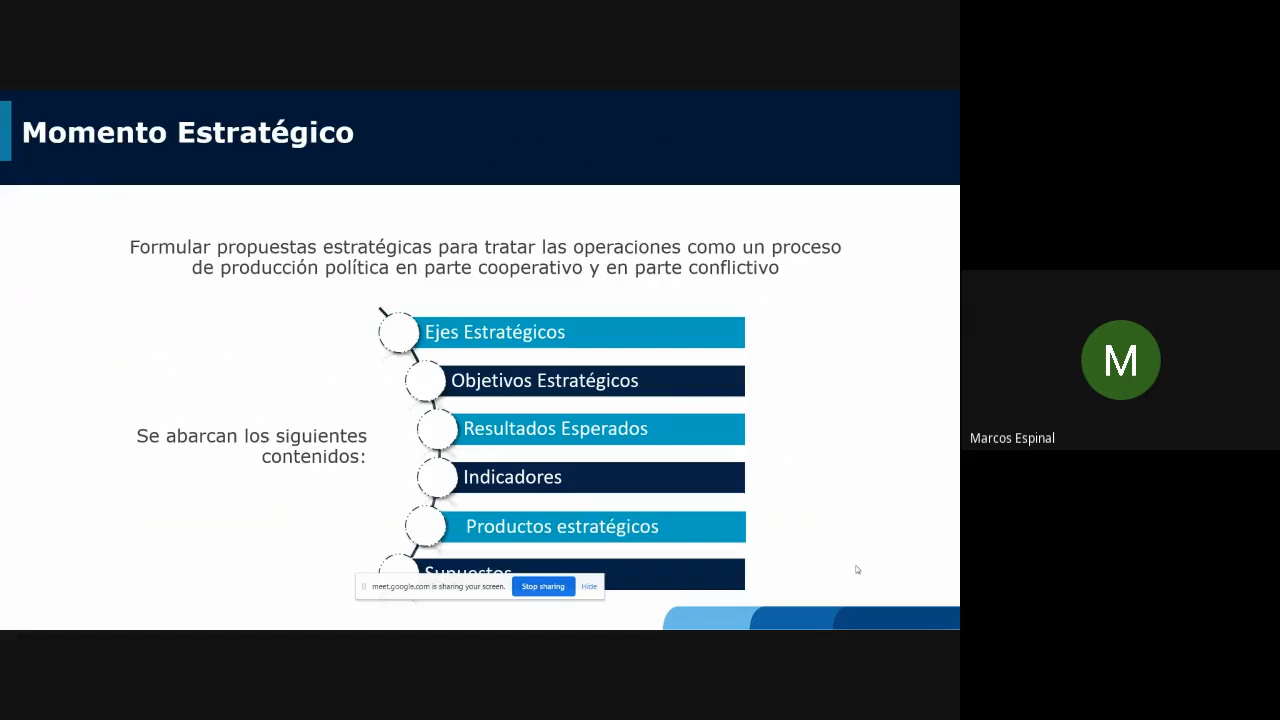 Momento Estratégico
Formular propuestas estratégicas para tratar las operaciones como un proceso
de producción política en parte cooperativo y en parte conflictivo
Se abarcan los siguientes
contenidos:
Ejes Estratégicos
Objetivos Estratégicos
Resultados Esperados
Indicadores
Productos estratégicos
Supuestos
meet.google.com is sharing your screen.
Stop sharing
Hide
M
Marcos Espinal